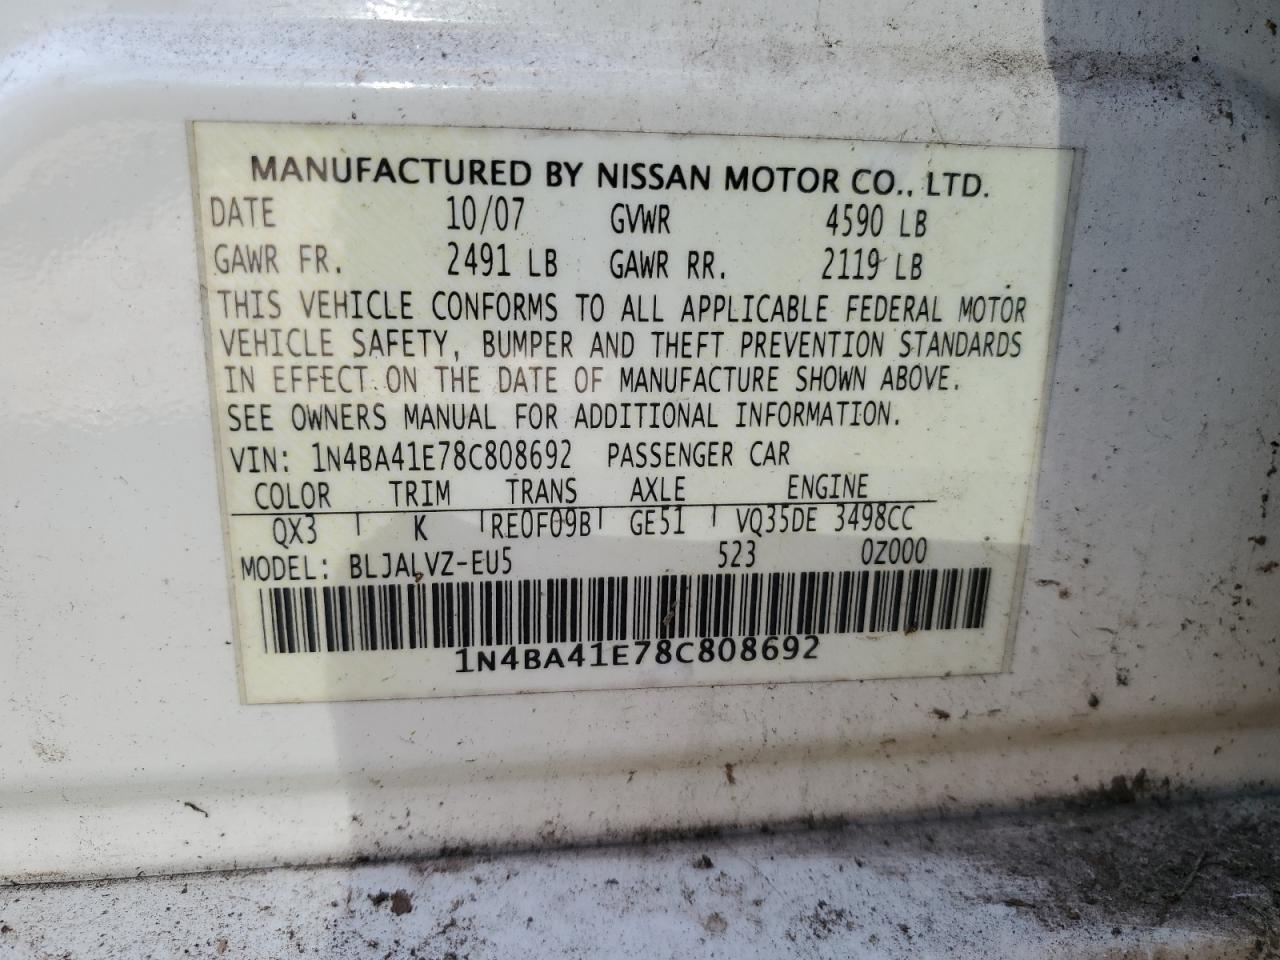 MANUFACTURED BY NISSAN MOTOR CO., LTD.
DATE 10/07 GVWR 4590 LB
GAWR FR. 2491 LB GAWR RR. 2119 LB
THIS VEHICLE CONFORMS TO ALL APPLICABLE FEDERAL MOTOR
VEHICLE SAFETY, BUMPER AND THEFT PREVENTION STANDARDS
IN EFFECT ON THE DATE OF MANUFACTURE SHOWN ABOVE.
SEE OWNERS MANUAL FOR ADDITIONAL INFORMATION.
VIN: 1N4BA41E78C808692 PASSENGER CAR
COLOR TRIM TRANS AXLE ENGINE
QX3 K RE0F09B GE51 VQ35DE 3498CC
MODEL: BLJALVZ-EU5 523 0Z000
1N4BA41E78C808692